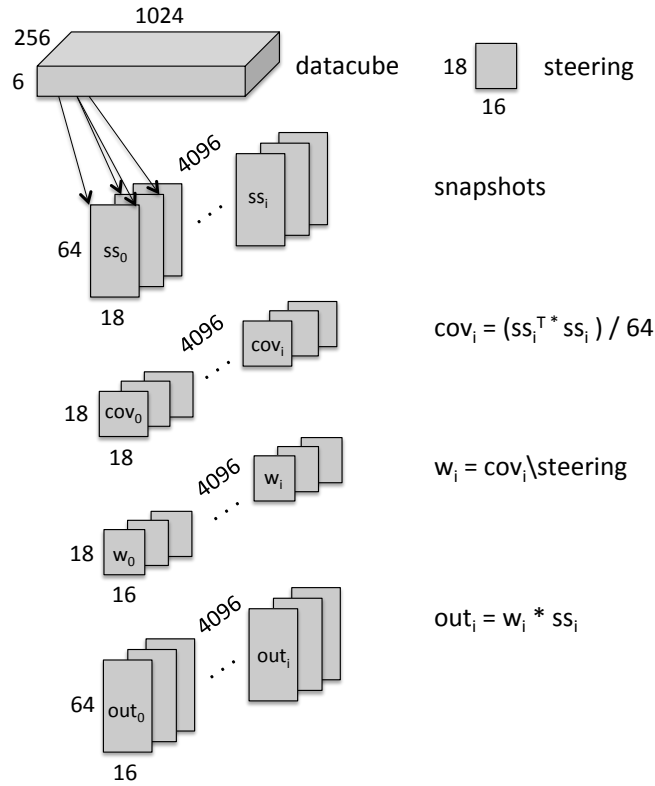 1024
256
6
datacube
18
steering
16
4096
snapshots
ss₀
. . .
ssᵢ
64
18
4096
covᵢ = (ssᵢᵀ * ssᵢ ) / 64
cov₀
. . .
covᵢ
18
18
4096
wᵢ = covᵢ\steering
w₀
. . .
wᵢ
18
16
4096
outᵢ = wᵢ * ssᵢ
out₀
. . .
outᵢ
64
16